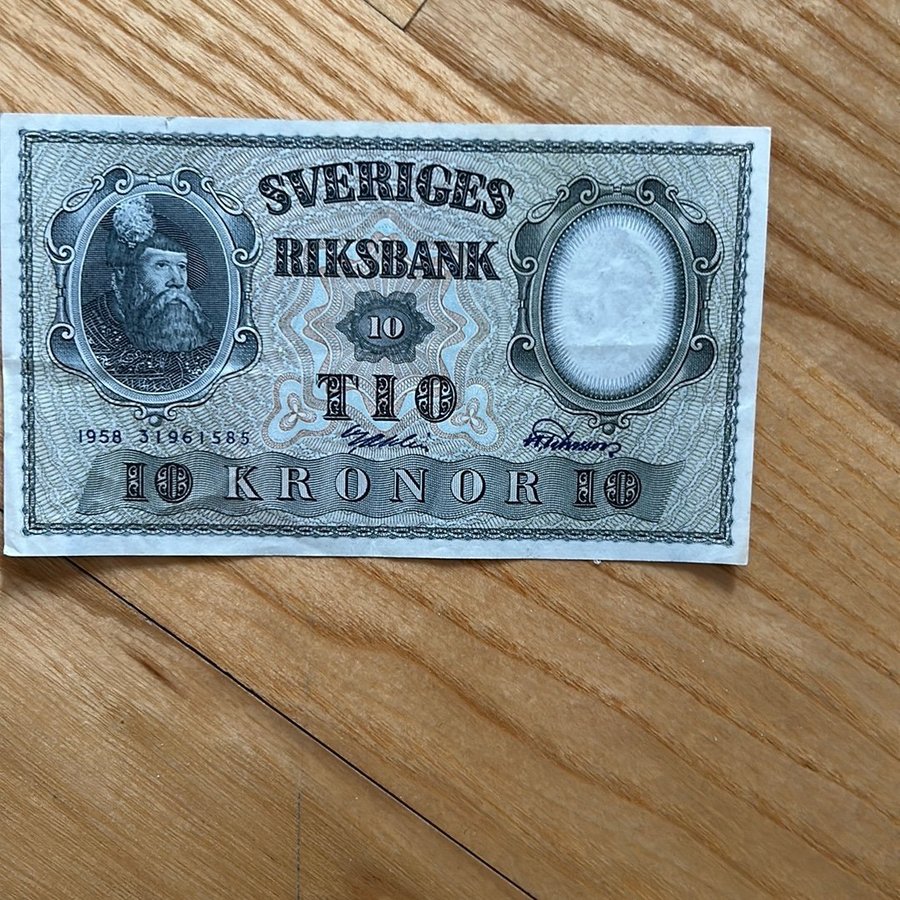 SVERIGES
RIKSBANK
10
TIO
1958 31961585
10 KRONOR 10